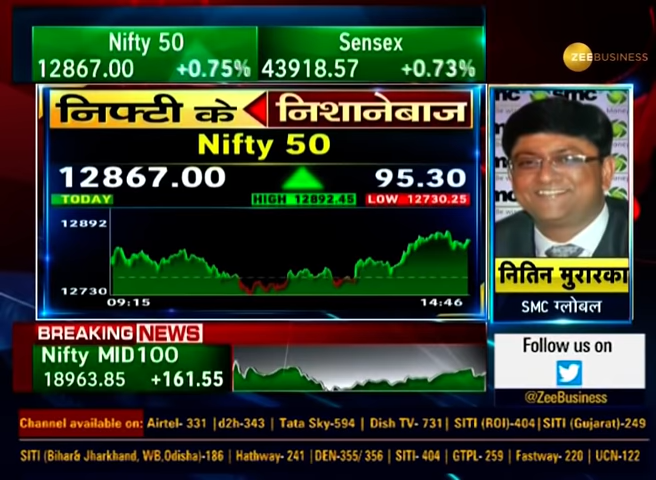 Nifty 50
12867.00 +0.75%
Sensex
43918.57 +0.73%
ZEEBUSINESS
निफ्टी के निशानेबाज
Nifty 50
12867.00 95.30
TODAY HIGH 12892.45 LOW 12730.25
12892
12730
09:15 14:46
smc
नितिन मुरारका
SMC ग्लोबल
BREAKING NEWS
Nifty MID100
18963.85 +161.55
Follow us on
@ZeeBusiness
Channel available on: Airtel- 331 |d2h-343 | Tata Sky-594 | Dish TV- 731| SITI (ROI)-404|SITI (Gujarat)-249
SITI (Bihar& Jharkhand, WB,Odisha)-186 | Hathway- 241 |DEN-355/ 356 | SITI- 404 | GTPL- 259 | Fastway- 220 | UCN-122